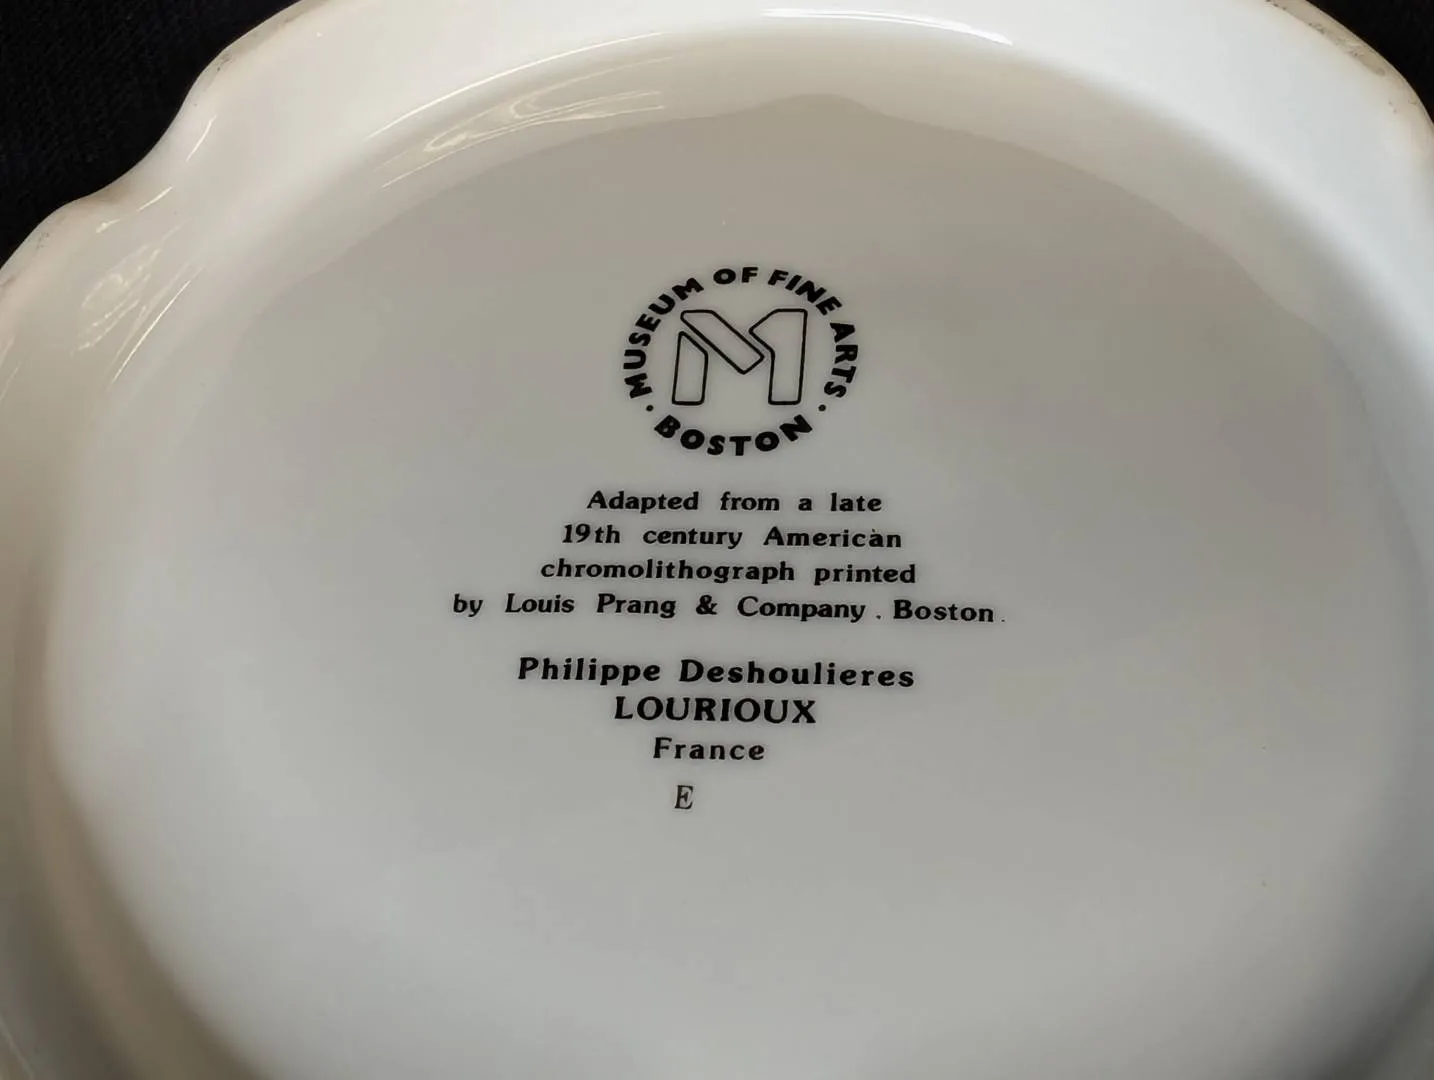 MUSEUM OF FINE ARTS
· BOSTON ·
M
Adapted from a late
19th century American
chromolithograph printed
by Louis Prang & Company . Boston .
Philippe Deshoulieres
LOURIOUX
France
E